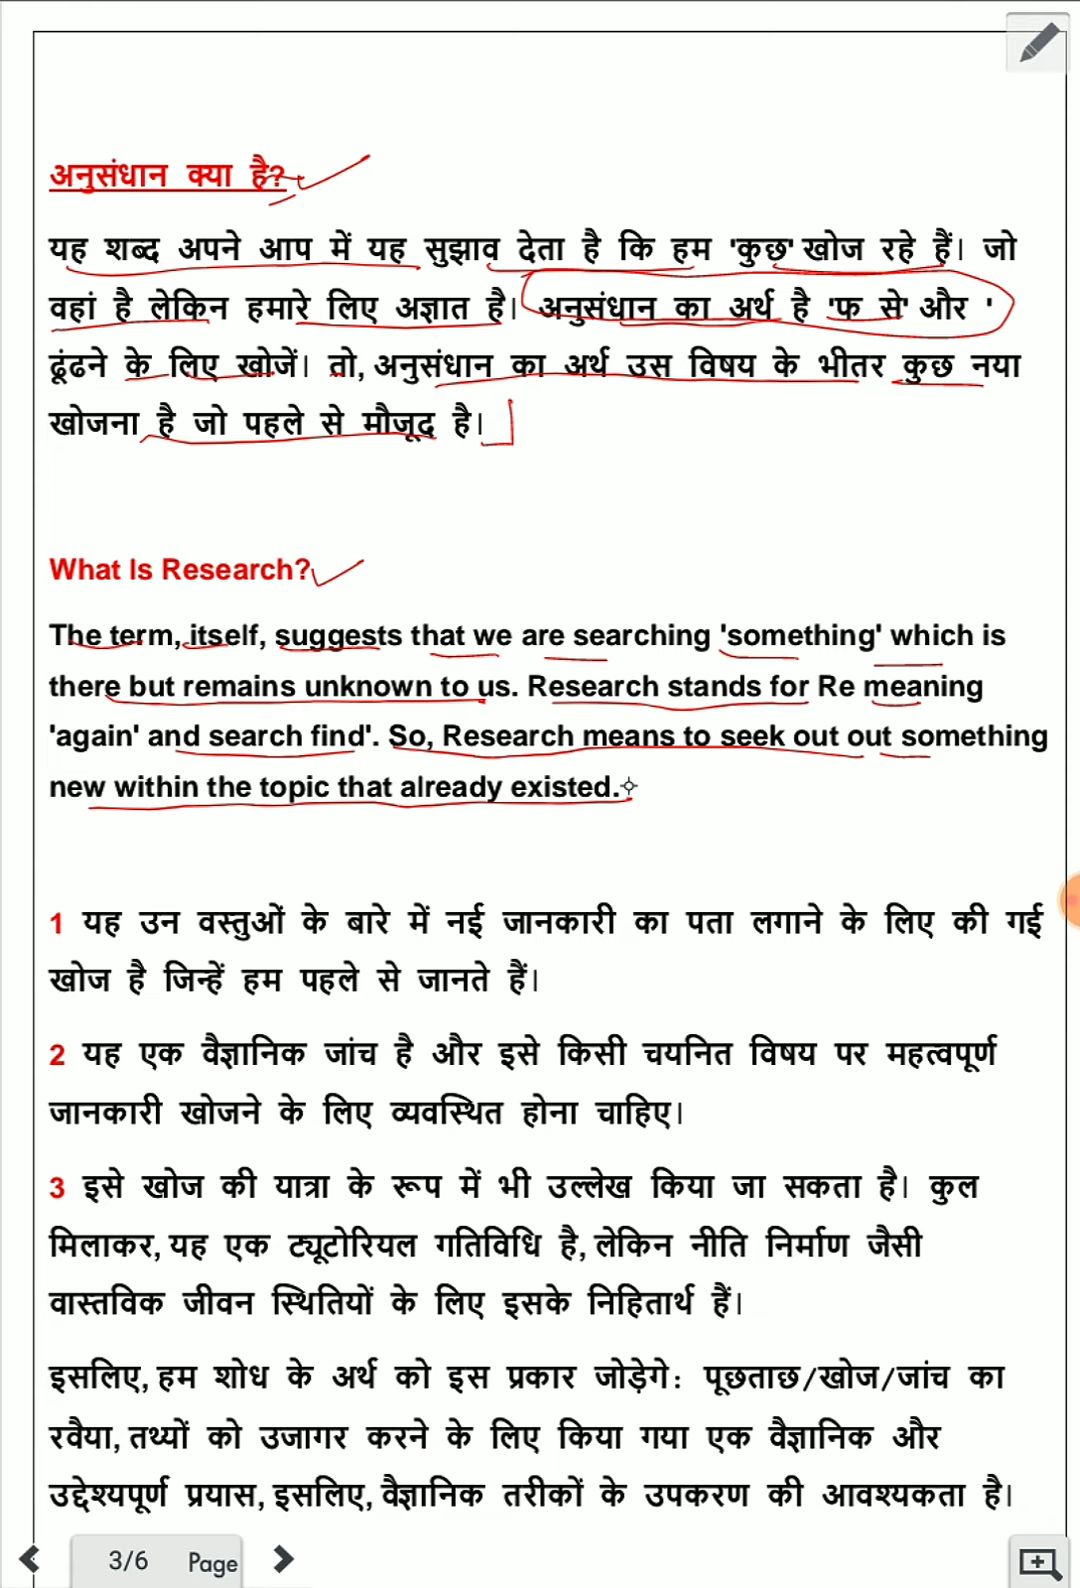 अनुसंधान क्या है?
यह शब्द अपने आप में यह सुझाव देता है कि हम 'कुछ' खोज रहे हैं। जो
वहां है लेकिन हमारे लिए अज्ञात है। अनुसंधान का अर्थ है 'फ से' और '
ढूंढने के लिए खोजें। तो, अनुसंधान का अर्थ उस विषय के भीतर कुछ नया
खोजना है जो पहले से मौजूद है।
What Is Research?
The term, itself, suggests that we are searching 'something' which is
there but remains unknown to us. Research stands for Re meaning
'again' and search find'. So, Research means to seek out out something
new within the topic that already existed.
1 यह उन वस्तुओं के बारे में नई जानकारी का पता लगाने के लिए की गई
खोज है जिन्हें हम पहले से जानते हैं।
2 यह एक वैज्ञानिक जांच है और इसे किसी चयनित विषय पर महत्वपूर्ण
जानकारी खोजने के लिए व्यवस्थित होना चाहिए।
3 इसे खोज की यात्रा के रूप में भी उल्लेख किया जा सकता है। कुल
मिलाकर, यह एक ट्यूटोरियल गतिविधि है, लेकिन नीति निर्माण जैसी
वास्तविक जीवन स्थितियों के लिए इसके निहितार्थ हैं।
इसलिए, हम शोध के अर्थ को इस प्रकार जोड़ेगे: पूछताछ/खोज/जांच का
रवैया, तथ्यों को उजागर करने के लिए किया गया एक वैज्ञानिक और
उद्देश्यपूर्ण प्रयास, इसलिए, वैज्ञानिक तरीकों के उपकरण की आवश्यकता है।
3/6 Page